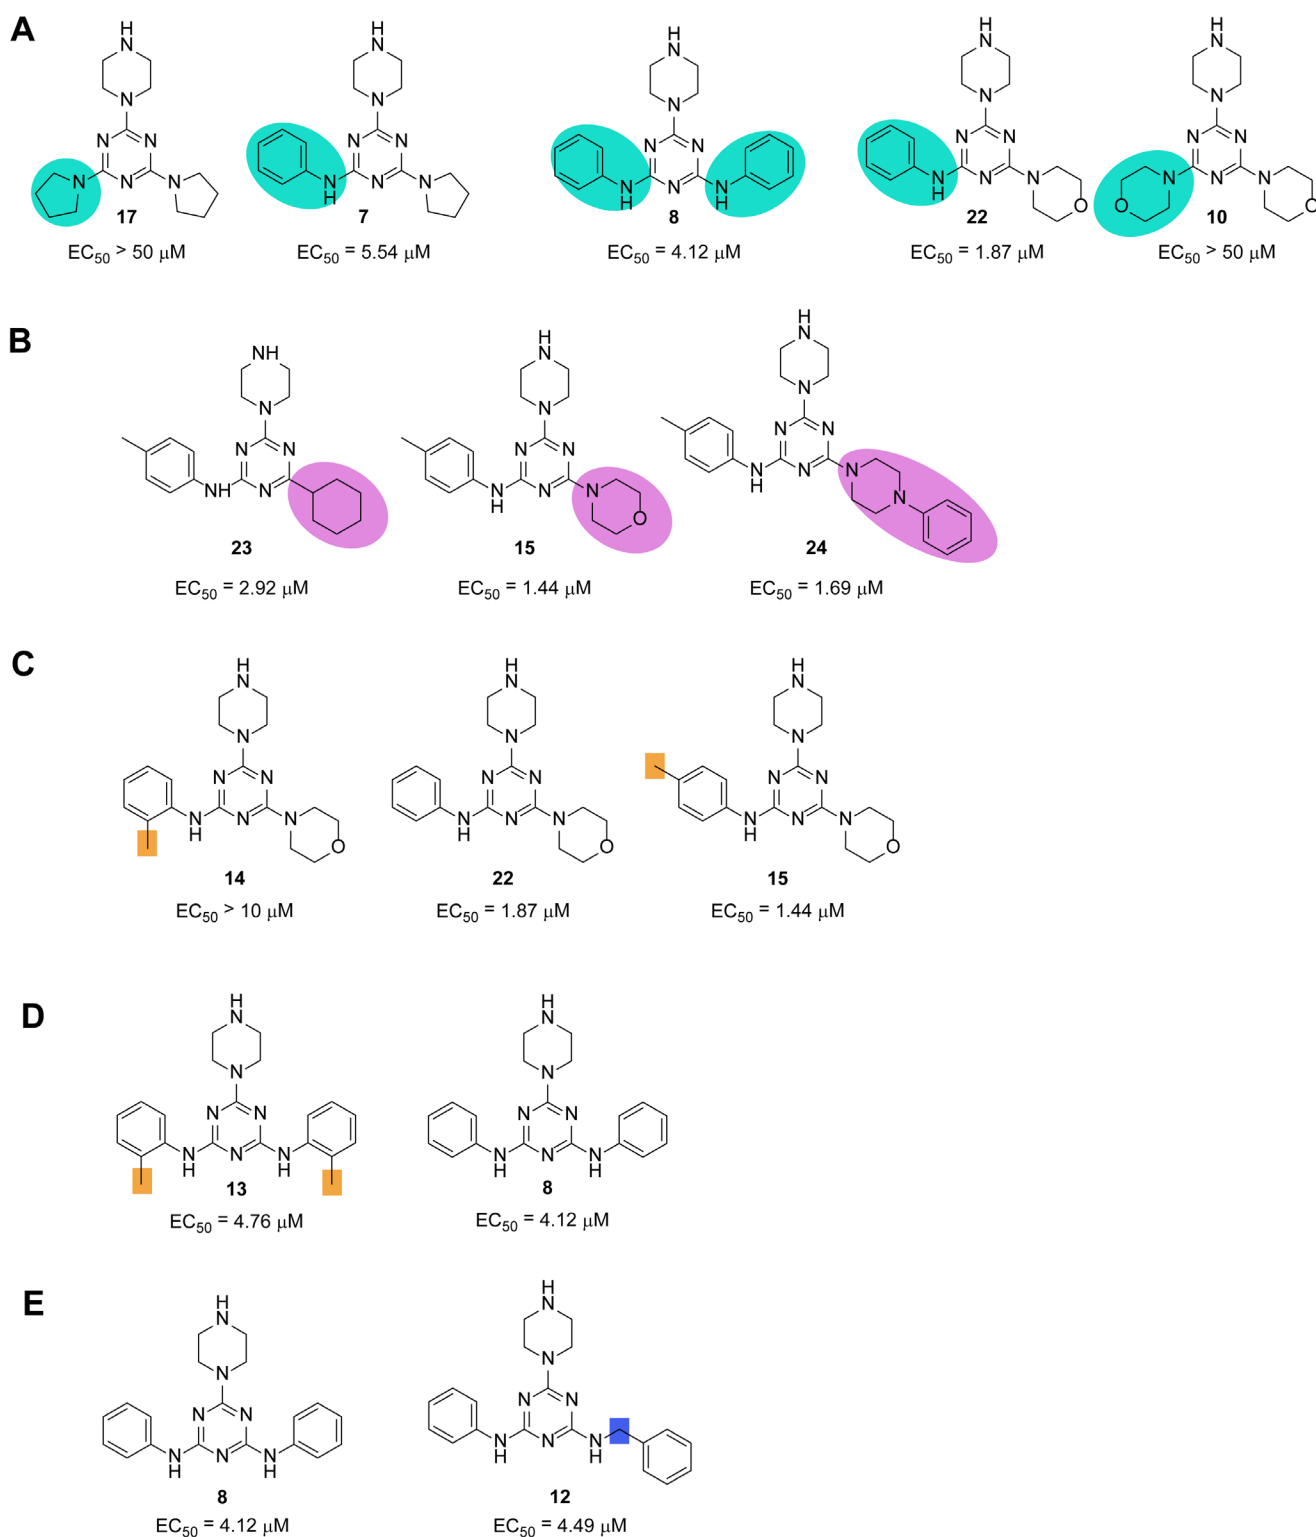 A
17
EC50 > 50 μM
7
EC50 = 5.54 μM
8
EC50 = 4.12 μM
22
EC50 = 1.87 μM
10
EC50 > 50 μM
B
23
EC50 = 2.92 μM
15
EC50 = 1.44 μM
24
EC50 = 1.69 μM
C
14
EC50 > 10 μM
22
EC50 = 1.87 μM
15
EC50 = 1.44 μM
D
13
EC50 = 4.76 μM
8
EC50 = 4.12 μM
E
8
EC50 = 4.12 μM
12
EC50 = 4.49 μM